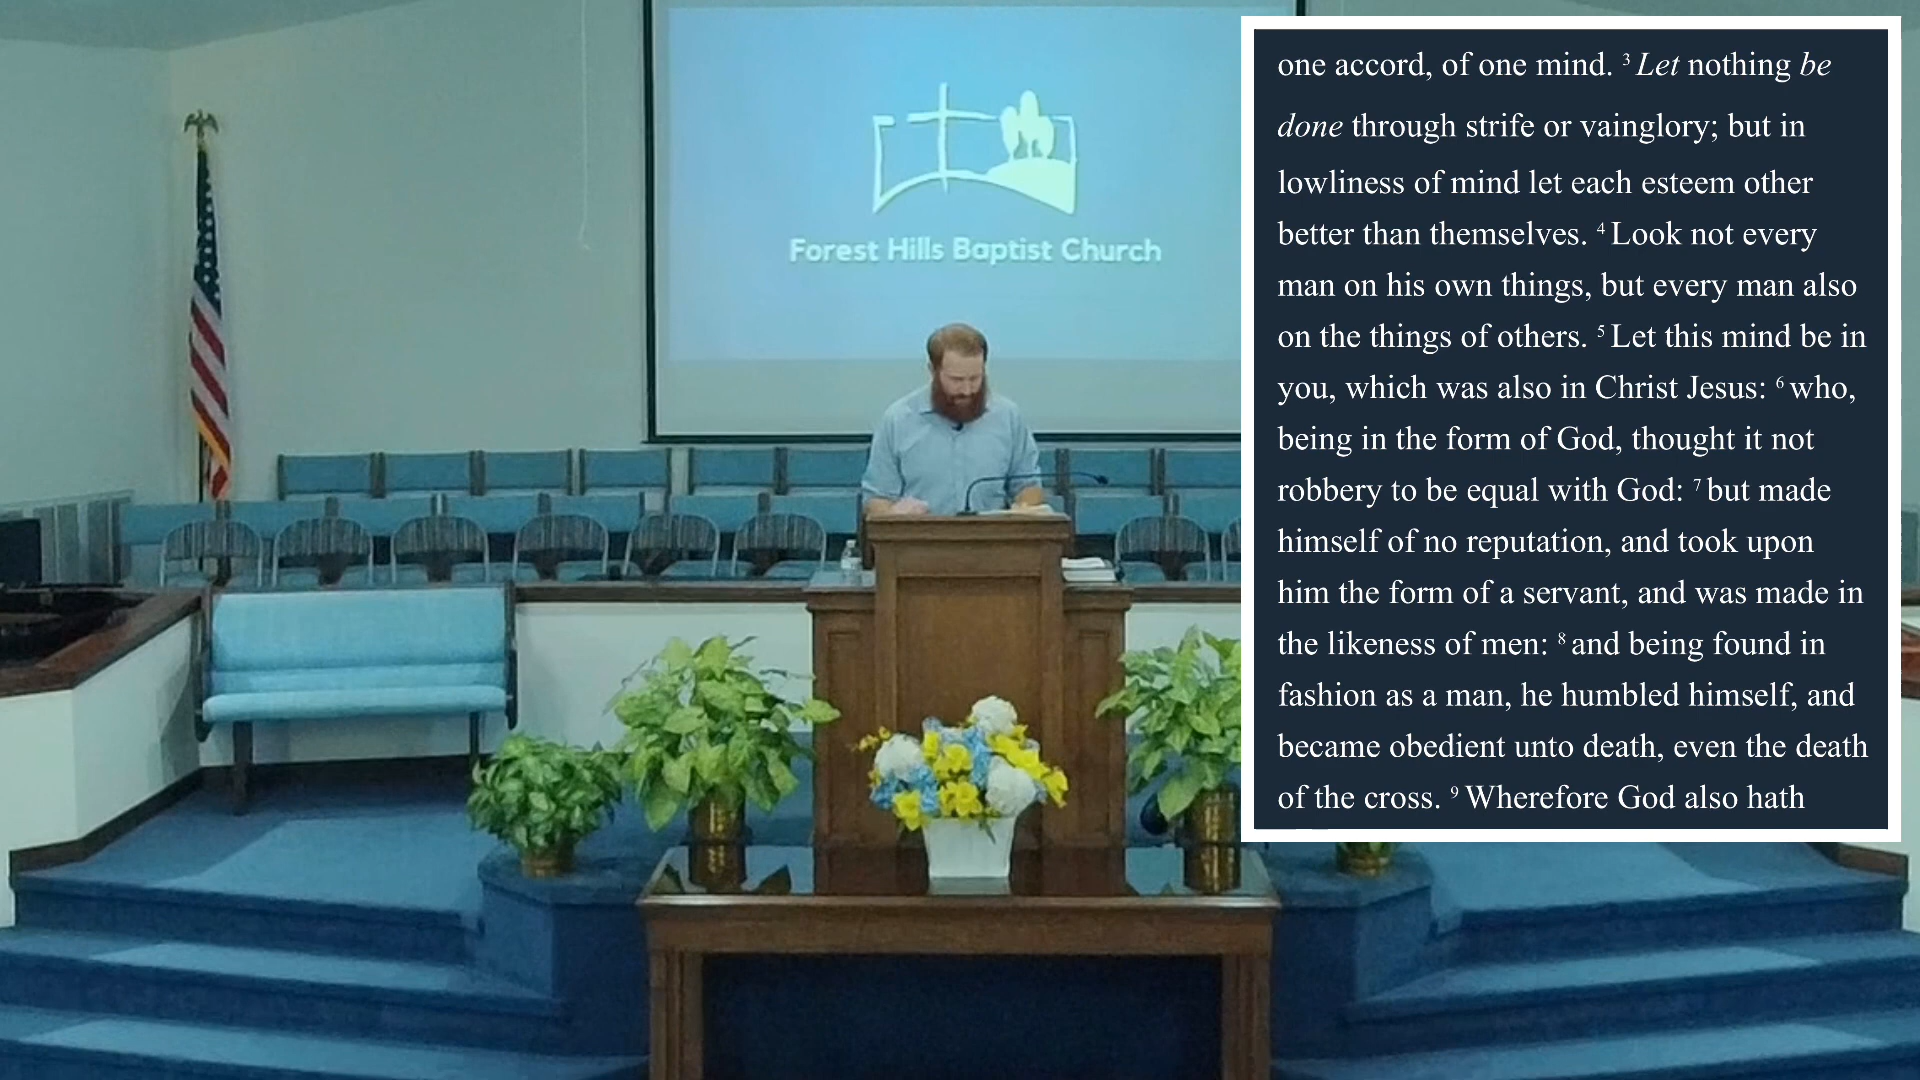 Forest Hills Baptist Church
one accord, of one mind. 3 Let nothing be
done through strife or vainglory; but in
lowliness of mind let each esteem other
better than themselves. 4 Look not every
man on his own things, but every man also
on the things of others. 5 Let this mind be in
you, which was also in Christ Jesus: 6 who,
being in the form of God, thought it not
robbery to be equal with God: 7 but made
himself of no reputation, and took upon
him the form of a servant, and was made in
the likeness of men: 8 and being found in
fashion as a man, he humbled himself, and
became obedient unto death, even the death
of the cross. 9 Wherefore God also hath